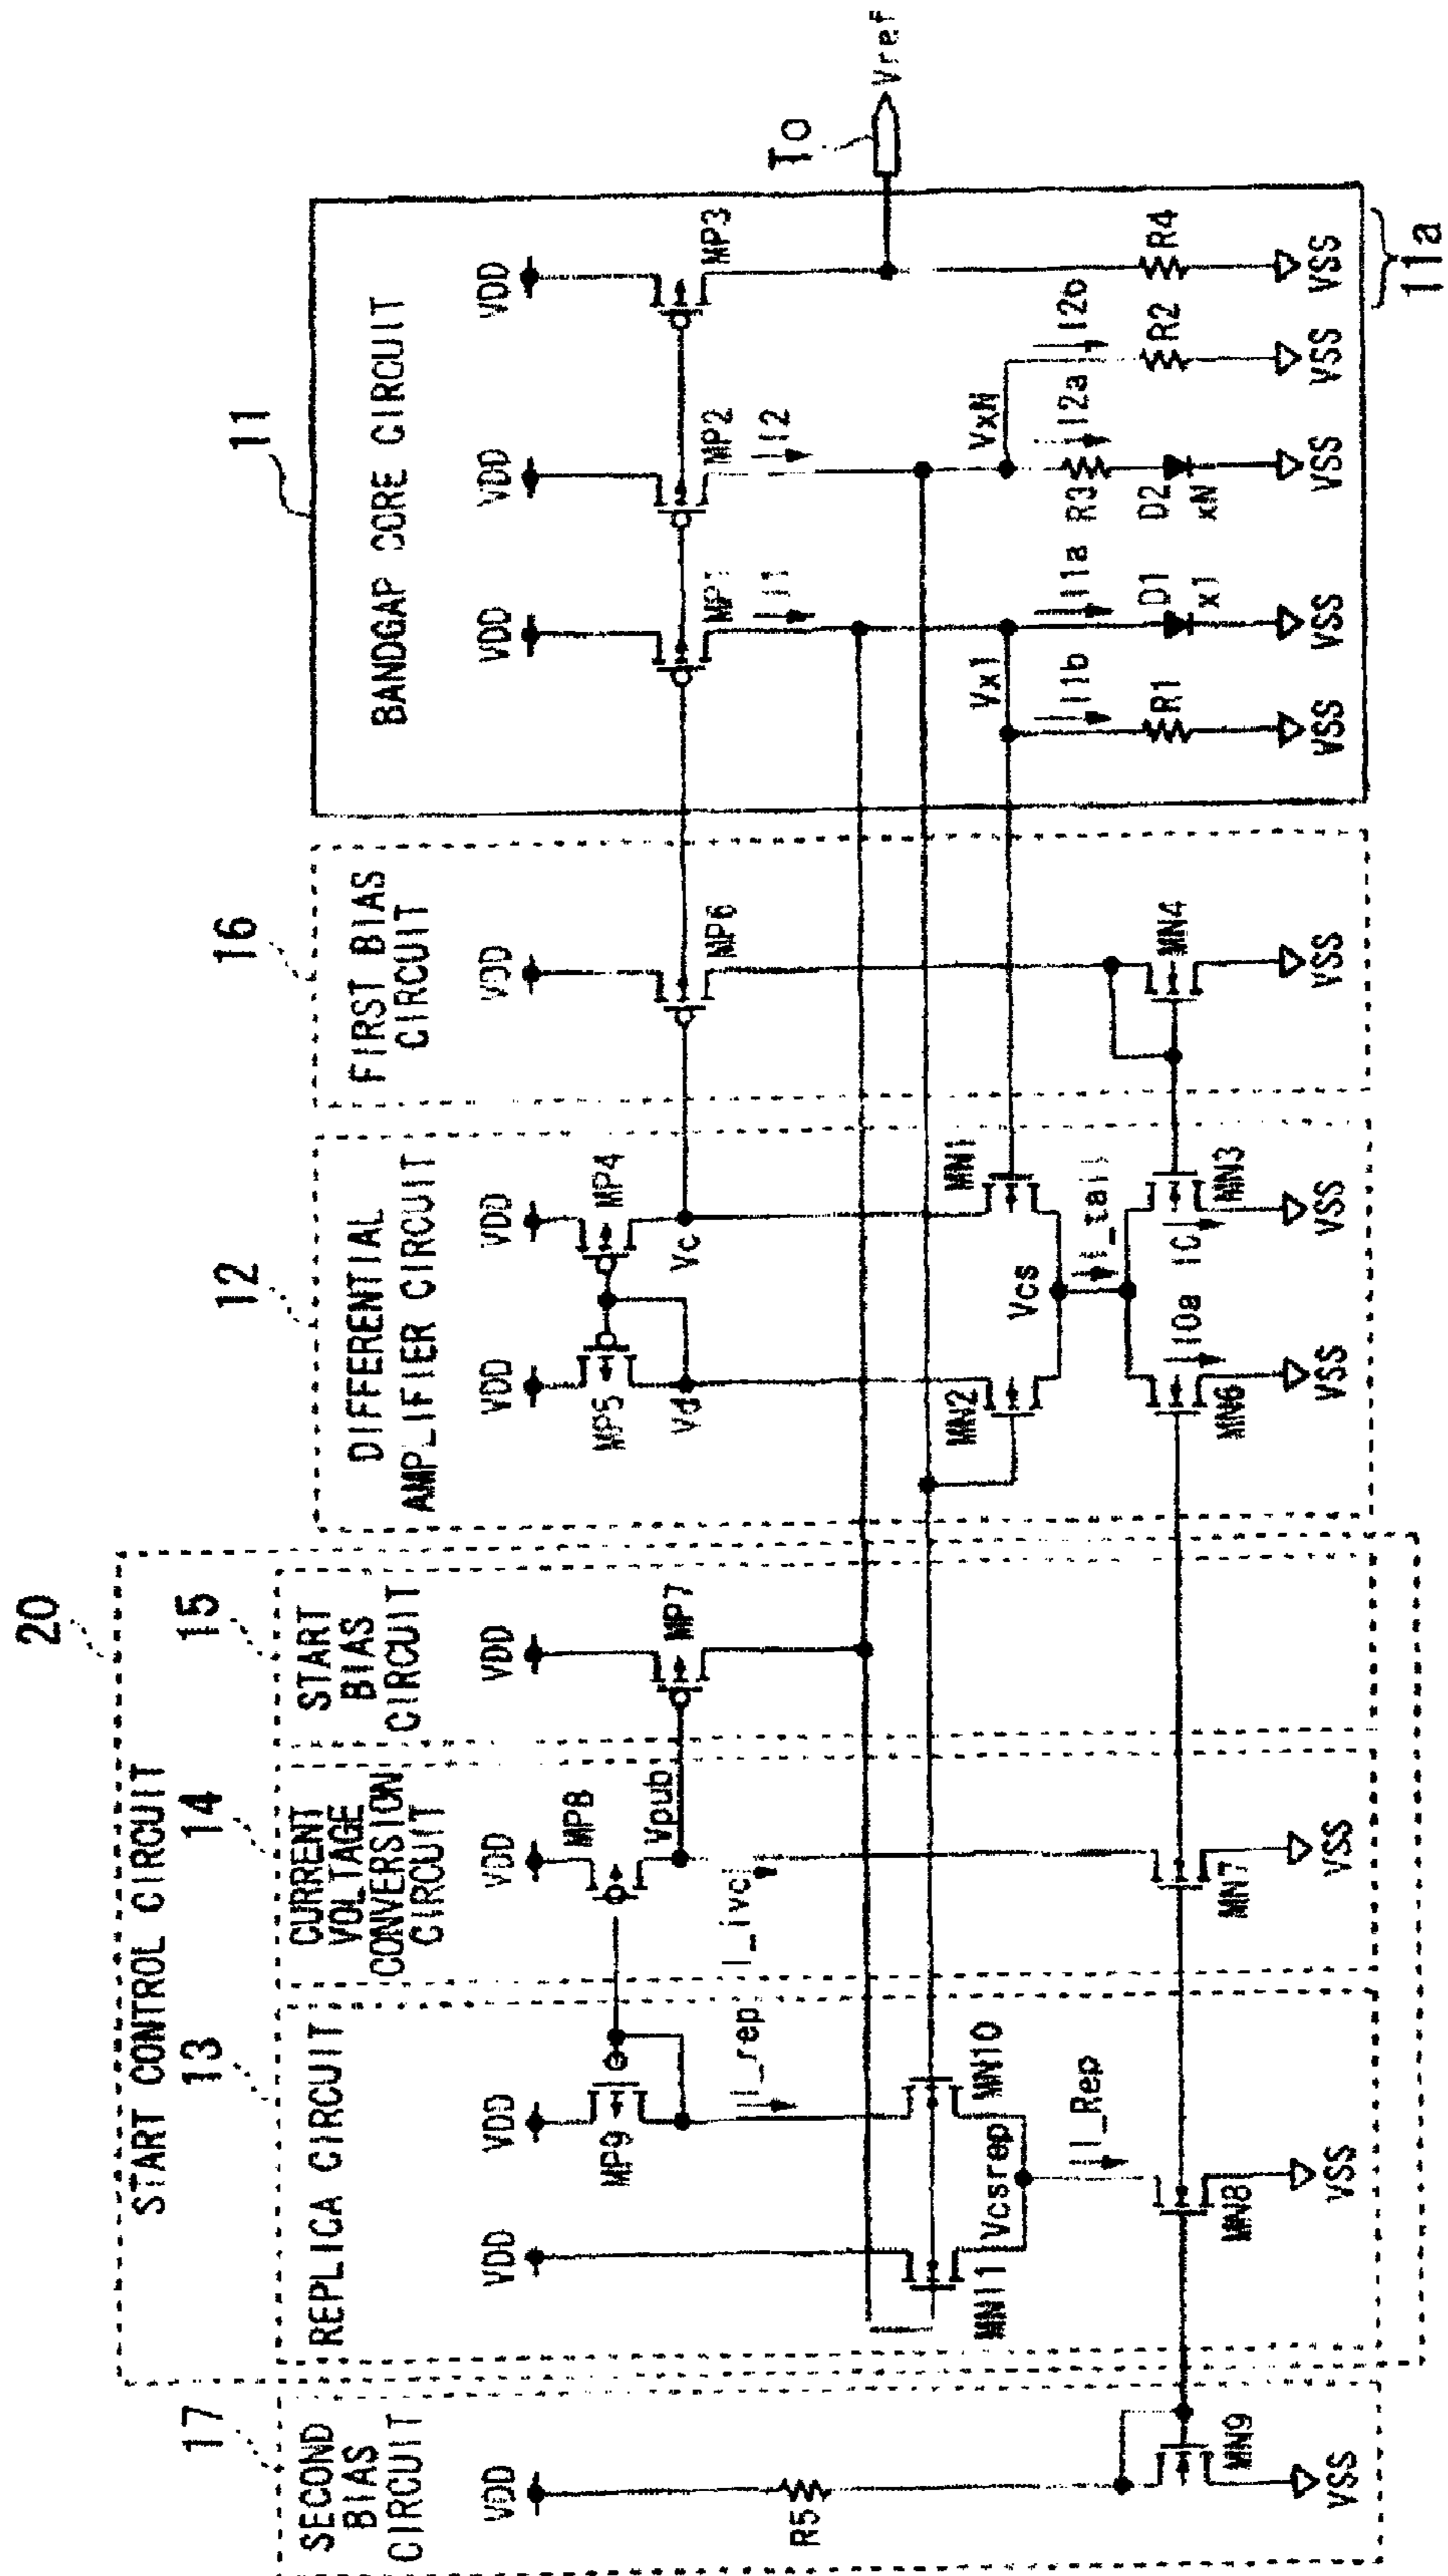 20
START CONTROL CIRCUIT
17
SECOND
BIAS
CIRCUIT
VDD
R5
MN9
VSS
13
REPLICA CIRCUIT
VDD
VDD
MP9
I_rep
MN11
Vcsrep
MN10
I_Rep
MN8
VSS
14
CURRENT
VOLTAGE
CONVERSION
CIRCUIT
VDD
MP8
Vpub
I_ivc
MN7
VSS
15
START
BIAS
CIRCUIT
VDD
MP7
12
DIFFERENTIAL
AMPLIFIER CIRCUIT
VDD
VDD
MP5
MP4
Vd
Vc
MN2
MN1
Vcs
I_tail
I0a
IC
MN6
MN3
VSS
VSS
16
FIRST BIAS
CIRCUIT
VDD
MP6
MN4
VSS
11
BANDGAP CORE CIRCUIT
VDD
VDD
VDD
MP1
MP2
MP3
I1
I2
Vx1
VxN
I1b
I1a
I2a
I2b
R1
D1
x1
R3
D2
xN
R2
R4
VSS
VSS
VSS
VSS
VSS
11a
To
Vref